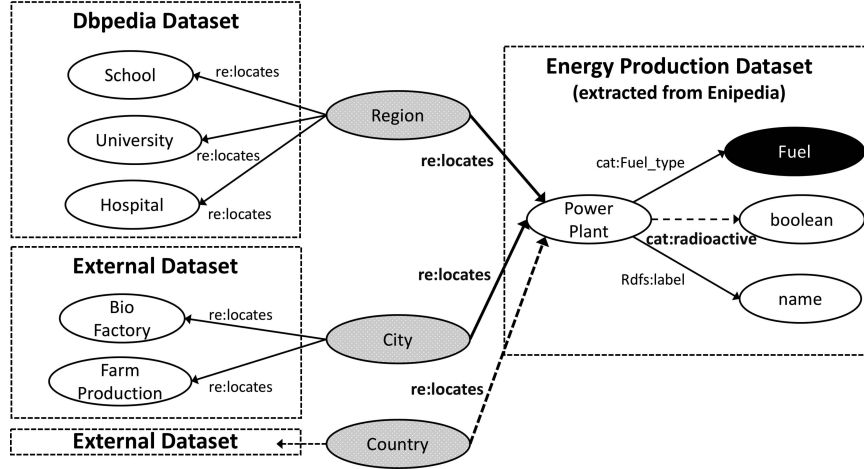 Dbpedia Dataset
School
re:locates
University
re:locates
Hospital
re:locates
Region
re:locates
Energy Production Dataset
(extracted from Enipedia)
cat:Fuel_type
Fuel
Power
Plant
boolean
cat:radioactive
Rdfs:label
name
External Dataset
Bio
Factory
re:locates
Farm
Production
re:locates
City
re:locates
re:locates
External Dataset
Country